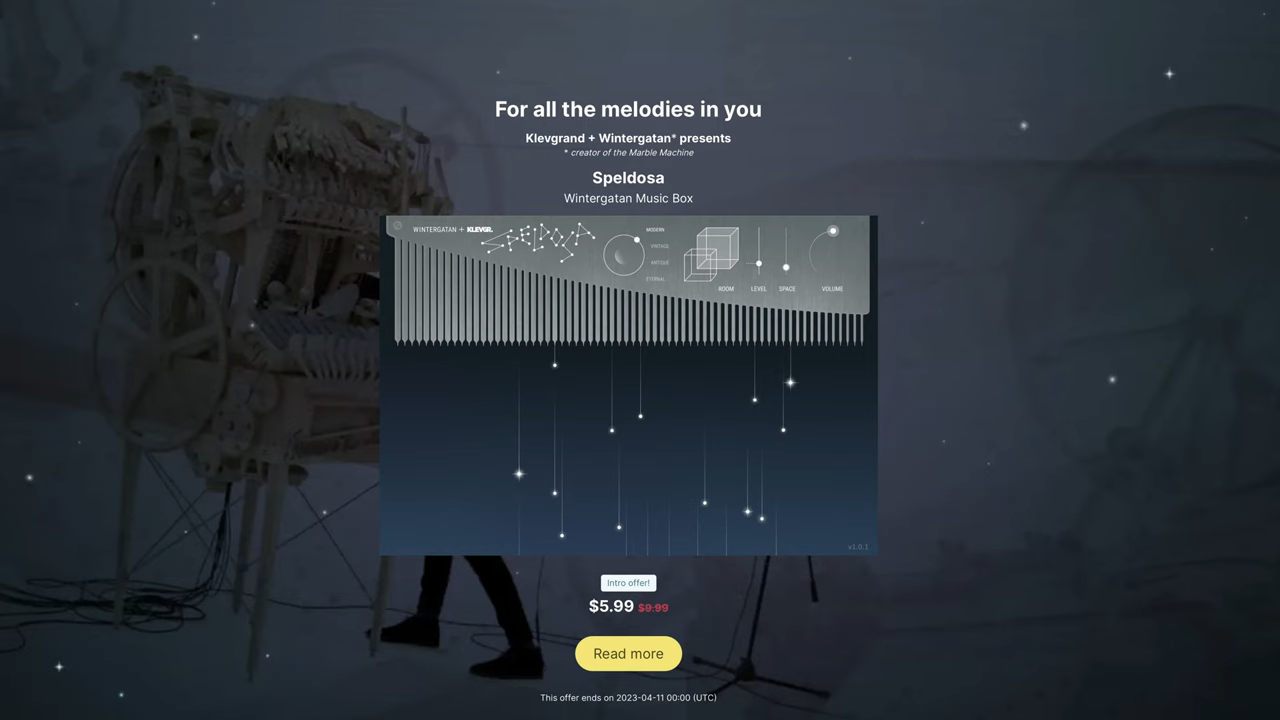 For all the melodies in you
Klevgrand + Wintergatan* presents
* creator of the Marble Machine
Speldosa
Wintergatan Music Box
WINTERGATAN + KLEVGR.
MODERN
VINTAGE
ANTIQUE
ETERNAL
ROOM LEVEL SPACE VOLUME
v1.0.1
Intro offer!
$5.99 $9.99
Read more
This offer ends on 2023-04-11 00:00 (UTC)